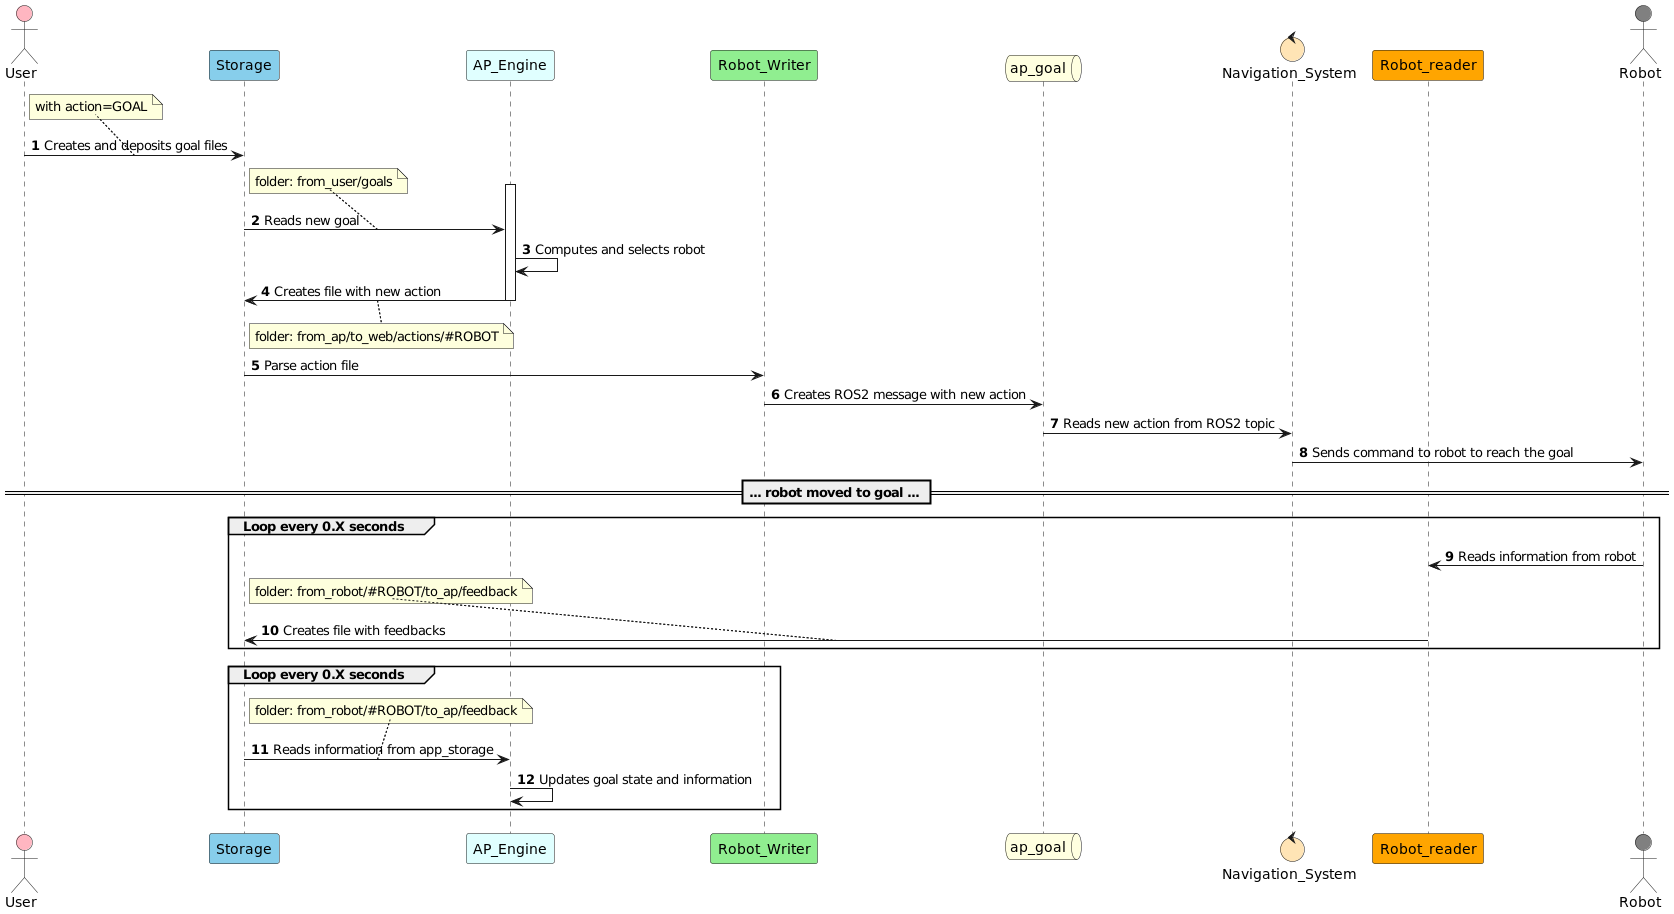 User
Storage
AP_Engine
Robot_Writer
ap_goal
Navigation_System
Robot_reader
Robot
with action=GOAL
1 Creates and deposits goal files
folder: from_user/goals
2 Reads new goal
3 Computes and selects robot
4 Creates file with new action
folder: from_ap/to_web/actions/#ROBOT
5 Parse action file
6 Creates ROS2 message with new action
7 Reads new action from ROS2 topic
8 Sends command to robot to reach the goal
... robot moved to goal ...
Loop every 0.X seconds
9 Reads information from robot
folder: from_robot/#ROBOT/to_ap/feedback
10 Creates file with feedbacks
Loop every 0.X seconds
folder: from_robot/#ROBOT/to_ap/feedback
11 Reads information from app_storage
12 Updates goal state and information
User
Storage
AP_Engine
Robot_Writer
ap_goal
Navigation_System
Robot_reader
Robot